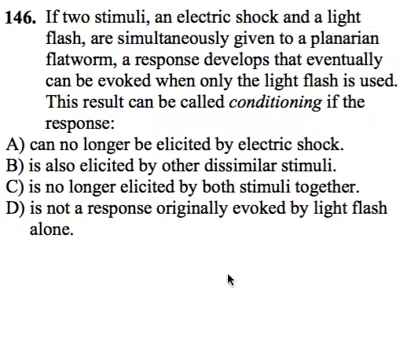 146. If two stimuli, an electric shock and a light
flash, are simultaneously given to a planarian
flatworm, a response develops that eventually
can be evoked when only the light flash is used.
This result can be called conditioning if the
response:
A) can no longer be elicited by electric shock.
B) is also elicited by other dissimilar stimuli.
C) is no longer elicited by both stimuli together.
D) is not a response originally evoked by light flash
alone.